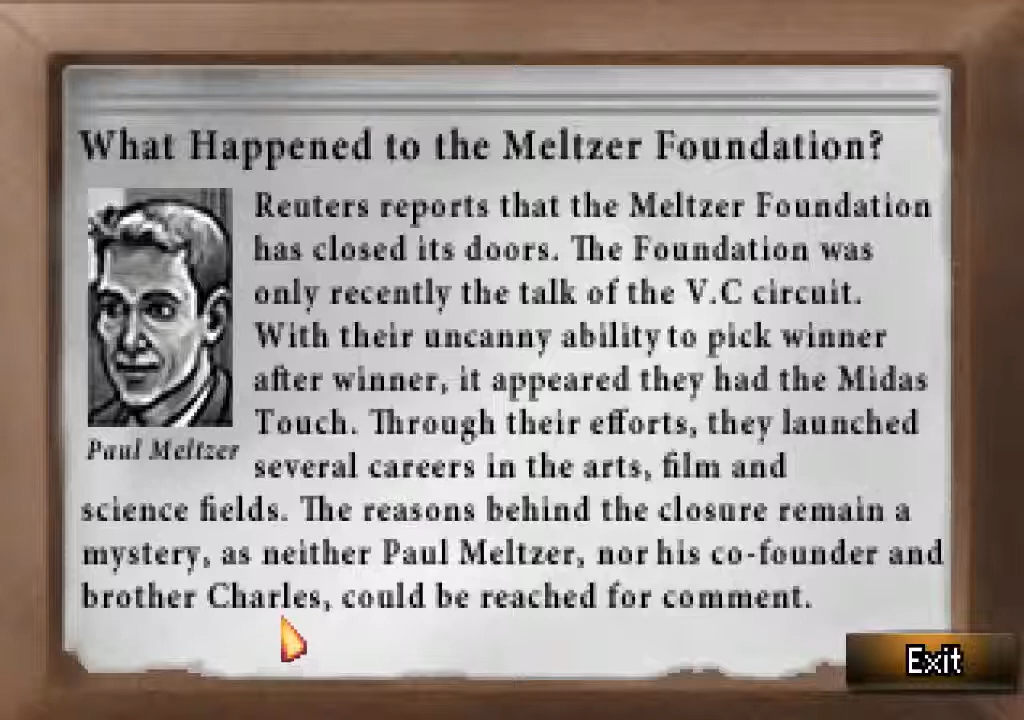 What Happened to the Meltzer Foundation?
Reuters reports that the Meltzer Foundation
has closed its doors. The Foundation was
only recently the talk of the V.C circuit.
With their uncanny ability to pick winner
after winner, it appeared they had the Midas
Touch. Through their efforts, they launched
several careers in the arts, film and
science fields. The reasons behind the closure remain a
mystery, as neither Paul Meltzer, nor his co-founder and
brother Charles, could be reached for comment.
Paul Meltzer
Exit